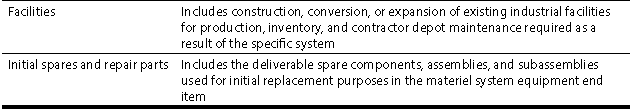 Facilities Includes construction, conversion, or expansion of existing industrial facilities
for production, inventory, and contractor depot maintenance required as a
result of the specific system
Initial spares and repair parts Includes the deliverable spare components, assemblies, and subassemblies
used for initial replacement purposes in the materiel system equipment end
item